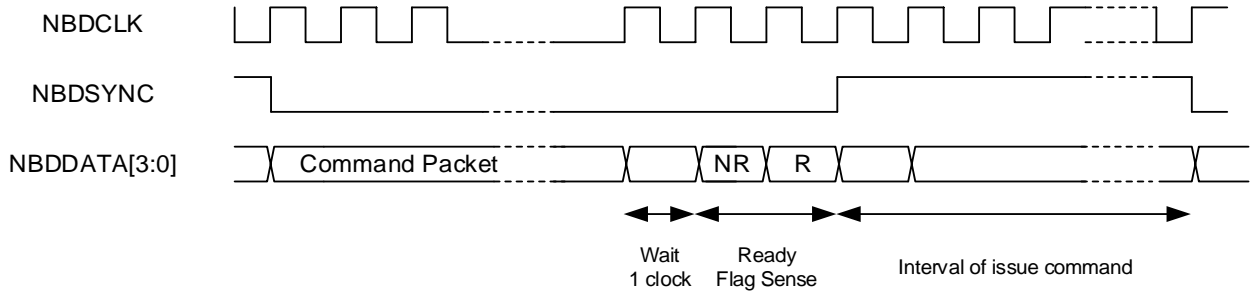 NBDCLK
NBDSYNC
NBDDATA[3:0]
Command Packet
NR
R
Wait
1 clock
Ready
Flag Sense
Interval of issue command